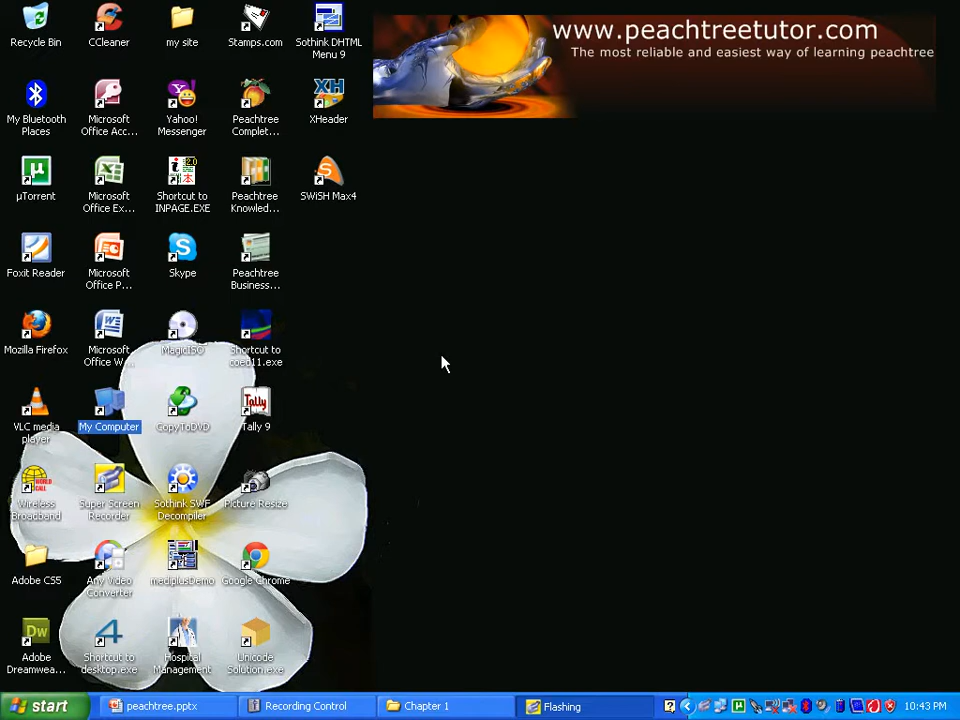 www.peachtreetutor.com
The most reliable and easiest way of learning peachtree
Recycle Bin
CCleaner
my site
Stamps.com
Sothink DHTML
Menu 9
My Bluetooth
Places
Microsoft
Office Acc...
Yahoo!
Messenger
Peachtree
Complet...
XHeader
µTorrent
Microsoft
Office Ex...
Shortcut to
INPAGE.EXE
Peachtree
Knowled...
SWiSH Max4
Foxit Reader
Microsoft
Office P...
Skype
Peachtree
Business...
Mozilla Firefox
Microsoft
Office W...
MagicISO
Shortcut to
coeb11.exe
VLC media
player
My Computer
CopyToDVD
Tally 9
Wireless
Broadband
Super Screen
Recorder
Sothink SWF
Decompiler
Picture Resize
Adobe CS5
Any Video
Converter
mediplusDemo
Google Chrome
Adobe
Dreamwea...
Shortcut to
desktop.exe
Hospital
Management
Unicode
Solution.exe
start
peachtree.pptx
Recording Control
Chapter 1
Flashing
10:43 PM